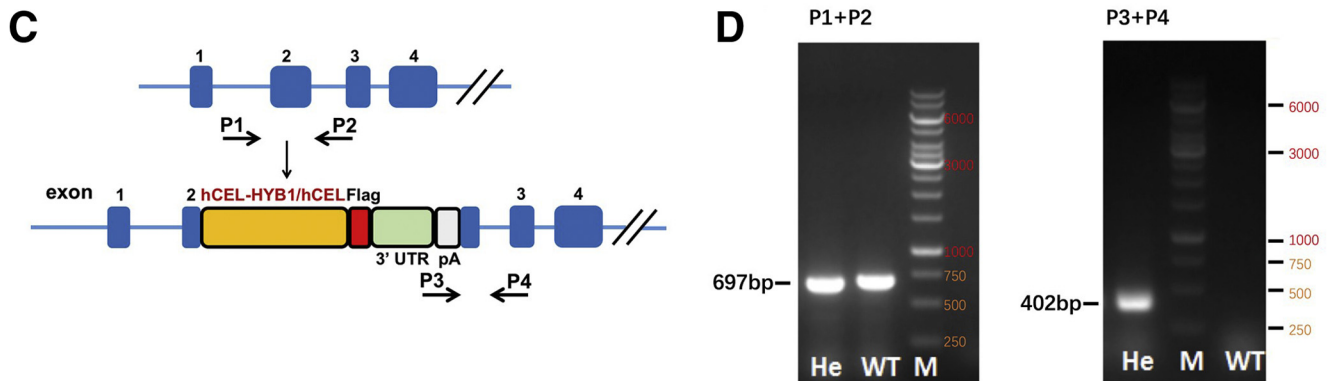 C
1 2 3 4
P1 P2
exon 1 2 hCEL-HYB1/hCEL Flag 3 4
3' UTR pA
P3 P4
D
P1+P2
6000
3000
1000
750
500
250
697bp
He WT M
P3+P4
6000
3000
1000
750
500
250
402bp
He M WT